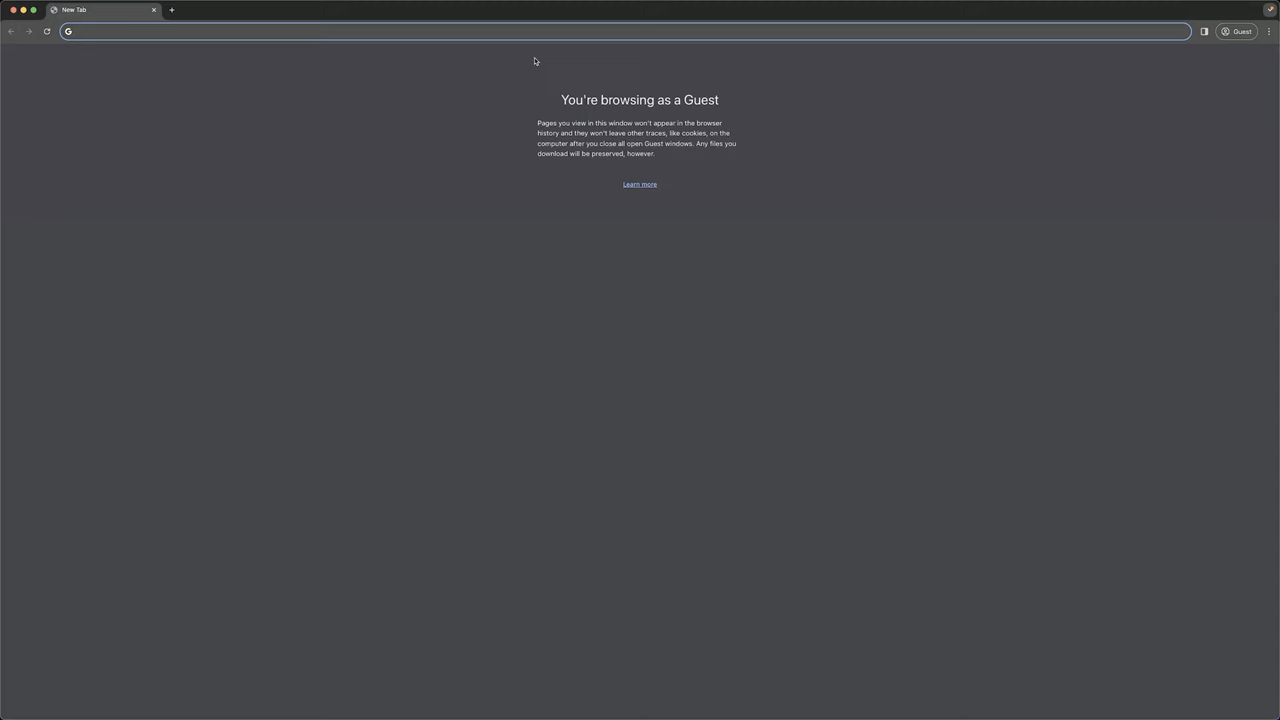 New Tab
G
Guest
You're browsing as a Guest
Pages you view in this window won't appear in the browser
history and they won't leave other traces, like cookies, on the
computer after you close all open Guest windows. Any files you
download will be preserved, however.
Learn more